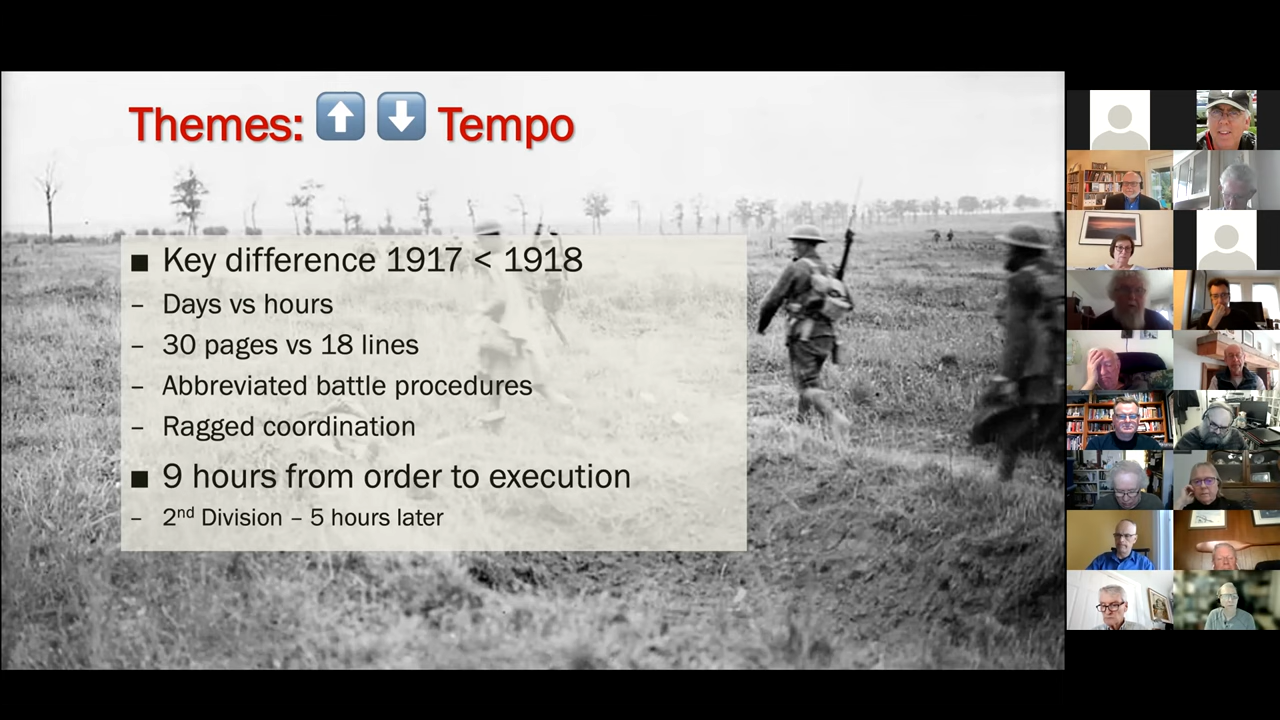 Themes: ⬆️ ⬇️ Tempo
■ Key difference 1917 < 1918
– Days vs hours
– 30 pages vs 18 lines
– Abbreviated battle procedures
– Ragged coordination
■ 9 hours from order to execution
– 2nd Division – 5 hours later